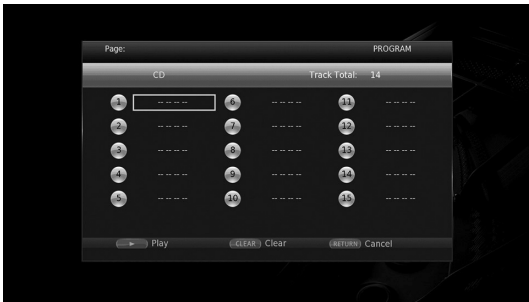 Page: PROGRAM
CD Track Total: 14
1 -- -- -- -- 6 -- -- -- -- 11 -- -- -- --
2 -- -- -- -- 7 -- -- -- -- 12 -- -- -- --
3 -- -- -- -- 8 -- -- -- -- 13 -- -- -- --
4 -- -- -- -- 9 -- -- -- -- 14 -- -- -- --
5 -- -- -- -- 10 -- -- -- -- 15 -- -- -- --
Play CLEAR Clear RETURN Cancel